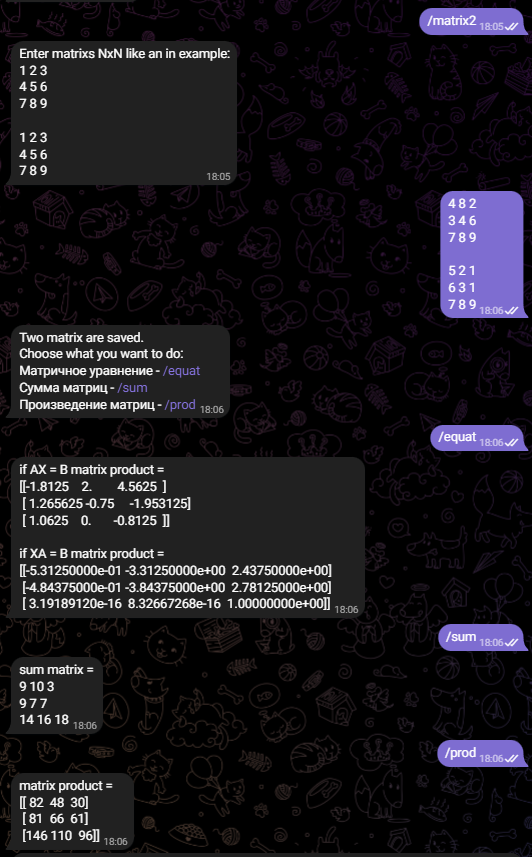 /matrix2 18:05
Enter matrixs NxN like an in example:
1 2 3
4 5 6
7 8 9

1 2 3
4 5 6
7 8 9
18:05
4 8 2
3 4 6
7 8 9

5 2 1
6 3 1
7 8 9 18:06
Two matrix are saved.
Choose what you want to do:
Матричное уравнение - /equat
Сумма матриц - /sum
Произведение матриц - /prod 18:06
/equat 18:06
if AX = B matrix product =
[[-1.8125 2. 4.5625 ]
[ 1.265625 -0.75 -1.953125]
[ 1.0625 0. -0.8125 ]]

if XA = B matrix product =
[[-5.31250000e-01 -3.31250000e+00 2.43750000e+00]
[-4.84375000e-01 -3.84375000e+00 2.78125000e+00]
[ 3.19189120e-16 8.32667268e-16 1.00000000e+00]] 18:06
/sum 18:06
sum matrix =
9 10 3
9 7 7
14 16 18 18:06
/prod 18:06
matrix product =
[[ 82 48 30]
[ 81 66 61]
[146 110 96]] 18:06